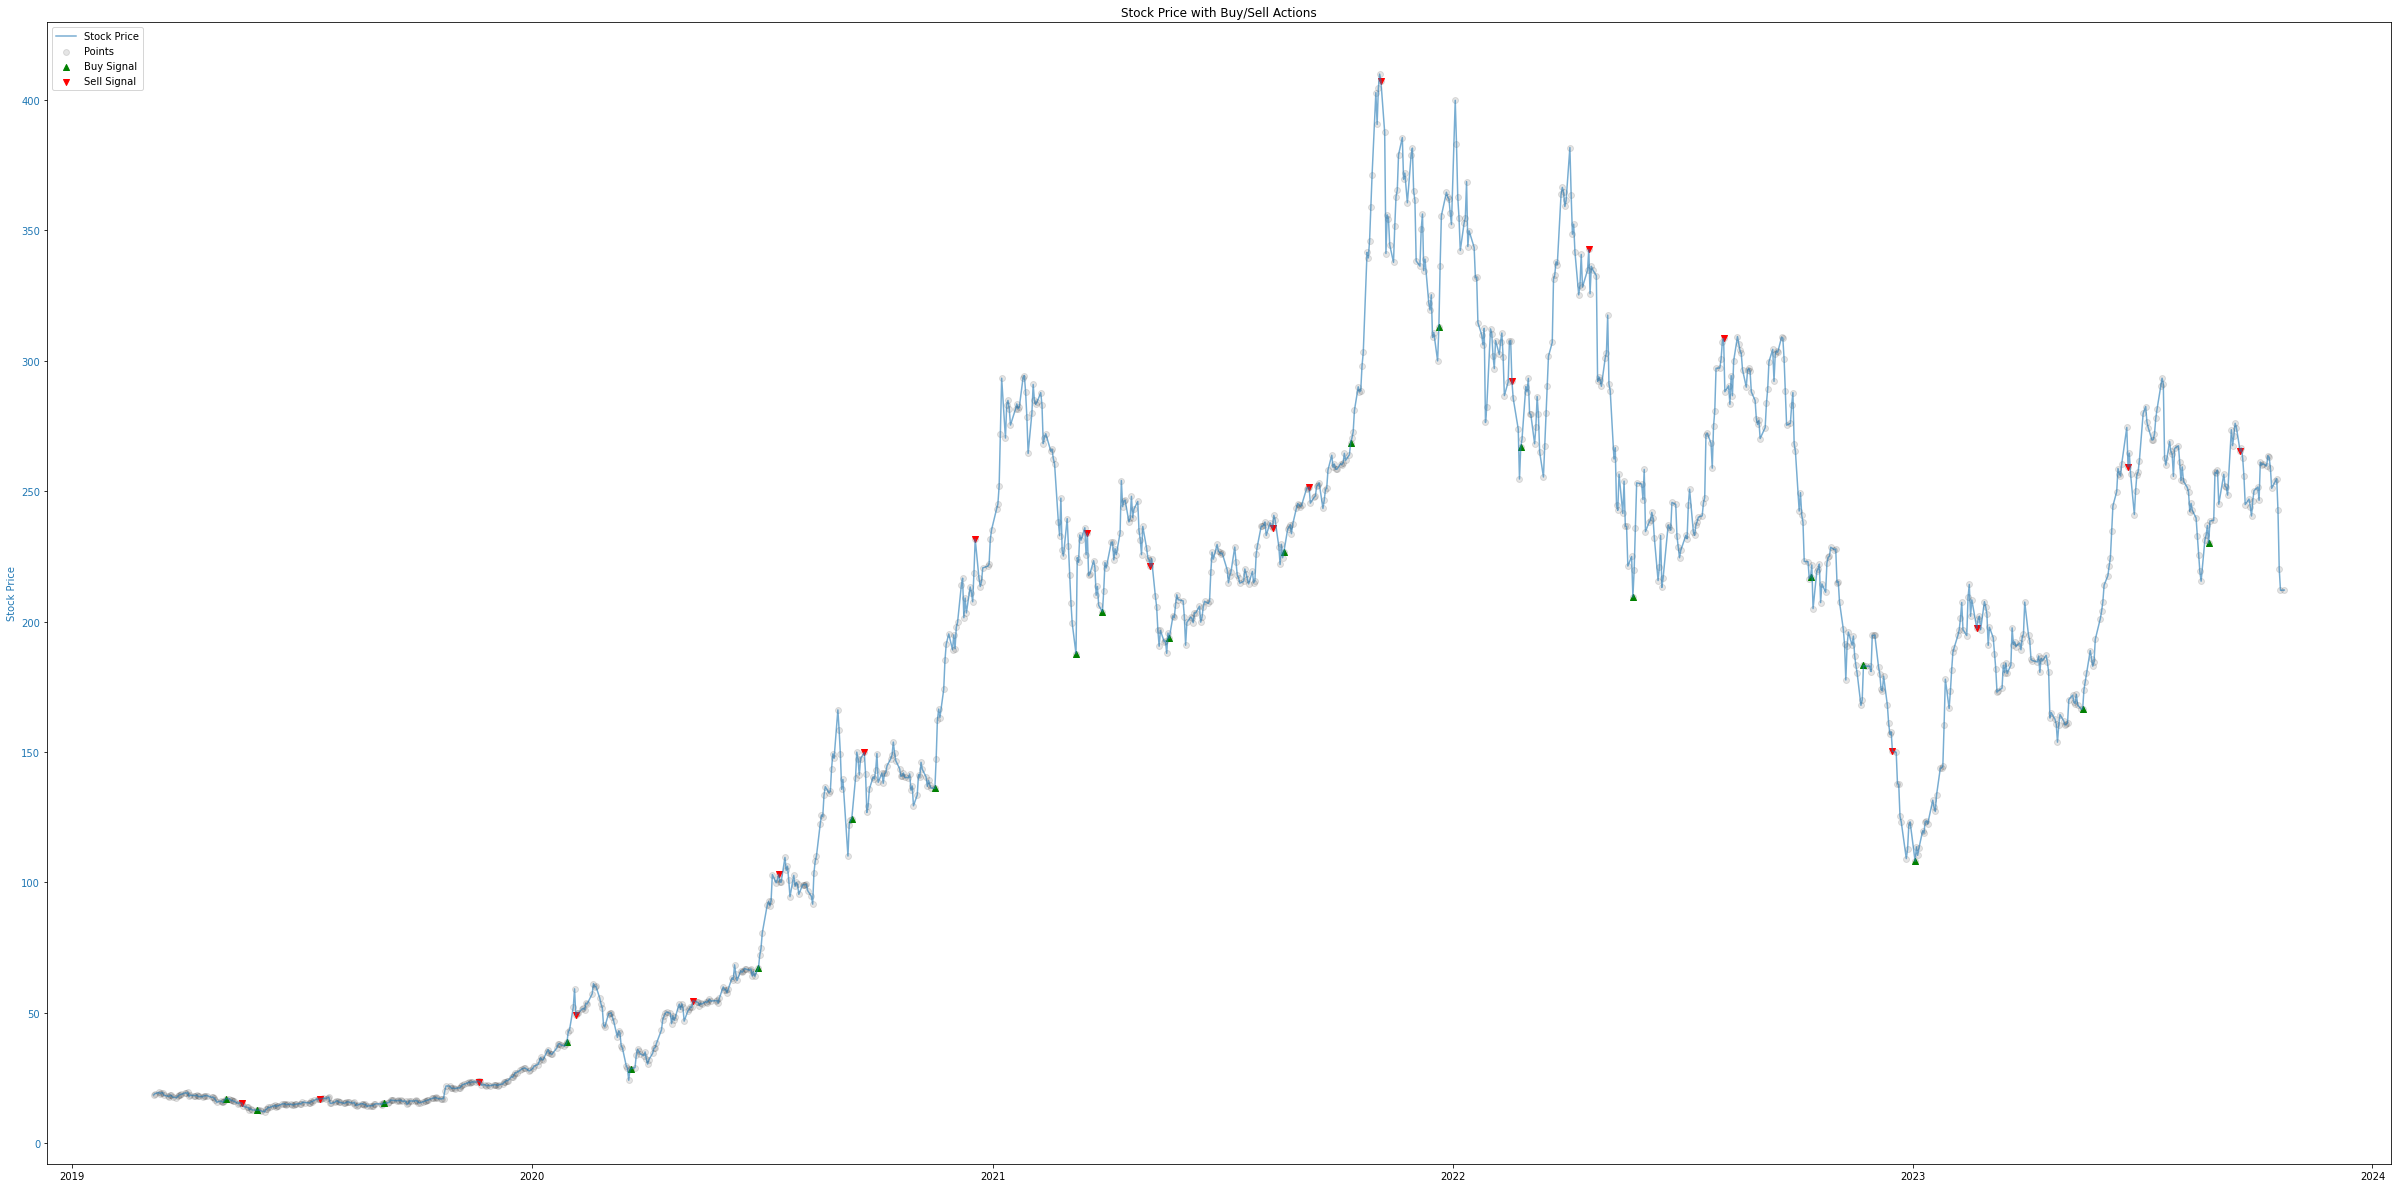 Stock Price with Buy/Sell Actions
Stock Price
Points
Buy Signal
Sell Signal
400
350
300
250
200
150
100
50
0
Stock Price
2019
2020
2021
2022
2023
2024